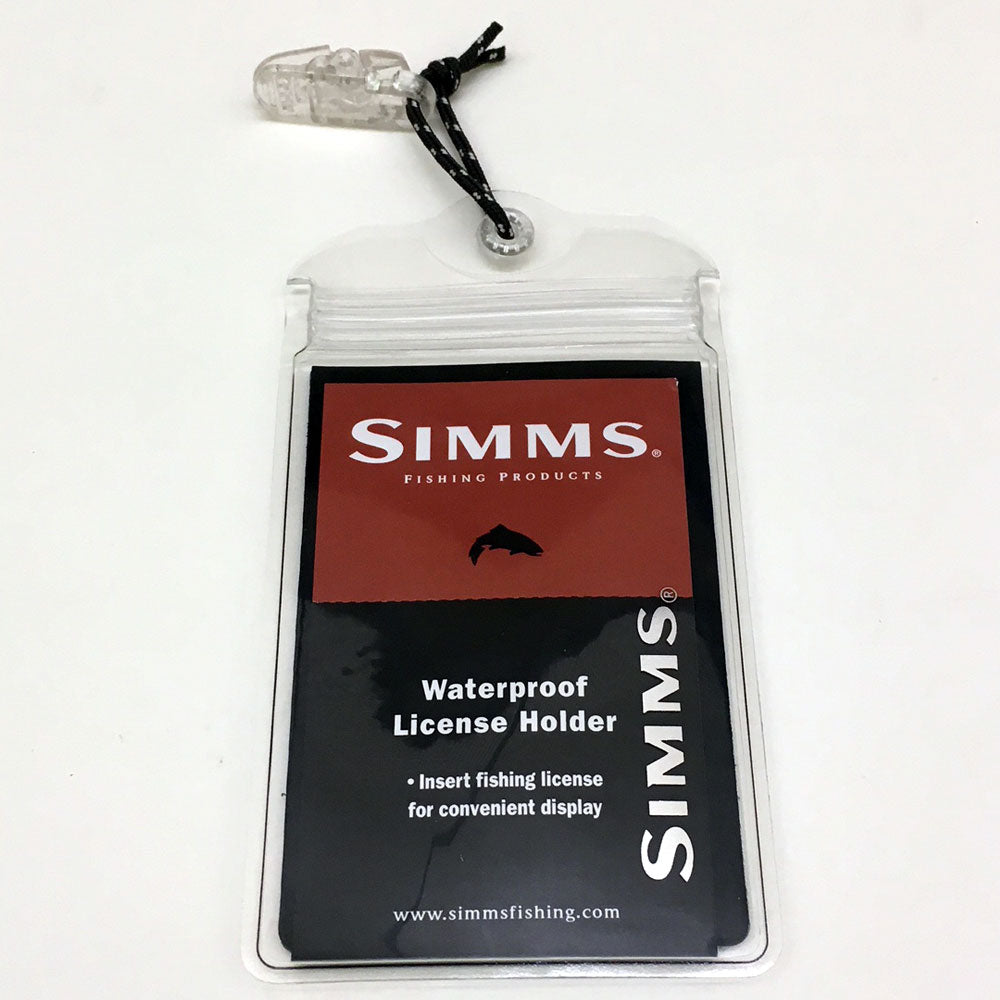 SIMMS®
FISHING PRODUCTS
SIMMS®
Waterproof
License Holder
• Insert fishing license
for convenient display
www.simmsfishing.com